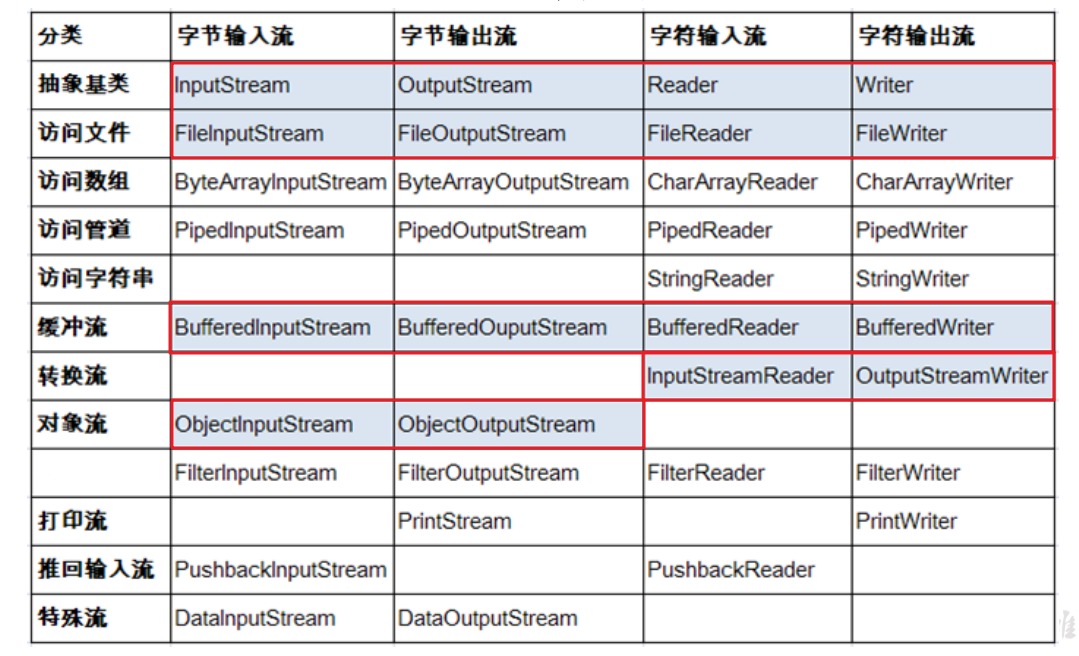 分类 字节输入流 字节输出流 字符输入流 字符输出流
抽象基类 InputStream OutputStream Reader Writer
访问文件 FileInputStream FileOutputStream FileReader FileWriter
访问数组 ByteArrayInputStream ByteArrayOutputStream CharArrayReader CharArrayWriter
访问管道 PipedInputStream PipedOutputStream PipedReader PipedWriter
访问字符串 StringReader StringWriter
缓冲流 BufferedInputStream BufferedOuputStream BufferedReader BufferedWriter
转换流 InputStreamReader OutputStreamWriter
对象流 ObjectInputStream ObjectOutputStream
FilterInputStream FilterOutputStream FilterReader FilterWriter
打印流 PrintStream PrintWriter
推回输入流 PushbackInputStream PushbackReader
特殊流 DataInputStream DataOutputStream